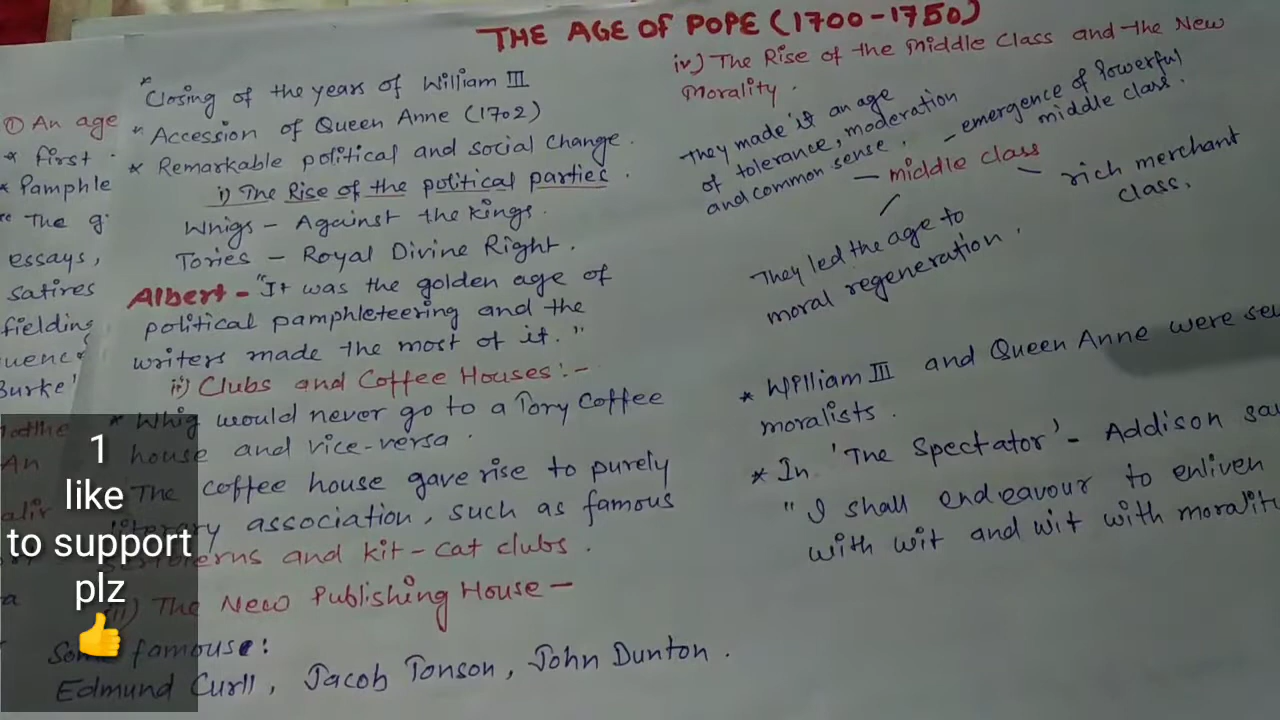 THE AGE OF POPE (1700-1750)
* Closing of the years of William III
" Accession of Queen Anne (1702)
* Remarkable political and social change.
i) The Rise of the political parties.
Whigs - Against the kings.
Tories - Royal Divine Right.
Albert - "It was the golden age of
political pamphleteering and the
writers made the most of it."
ii) Clubs and Coffee Houses:-
* Whig would never go to a Tory Coffee
house and vice-versa.
The coffee house gave rise to purely
association, such as famous
and kit-cat clubs.
The New Publishing House -
famous:
Edmund Curll, Jacob Tonson, John Dunton.
iv) The Rise of the Middle Class and the New
Morality.
They made it an age
of tolerance, moderation
and common sense.
- emergence of powerful
middle class.
- middle class
- rich merchant
class.
They led the age to
moral regeneration.
* William III and Queen Anne were
moralists.
* In 'The Spectator' - Addison
" I shall endeavour to enliven
with wit and wit with
① An age
* first
* Pamphle
" The g
essays,
satires
fielding
uence
Burke'
An
1
like
to support
plz
👍